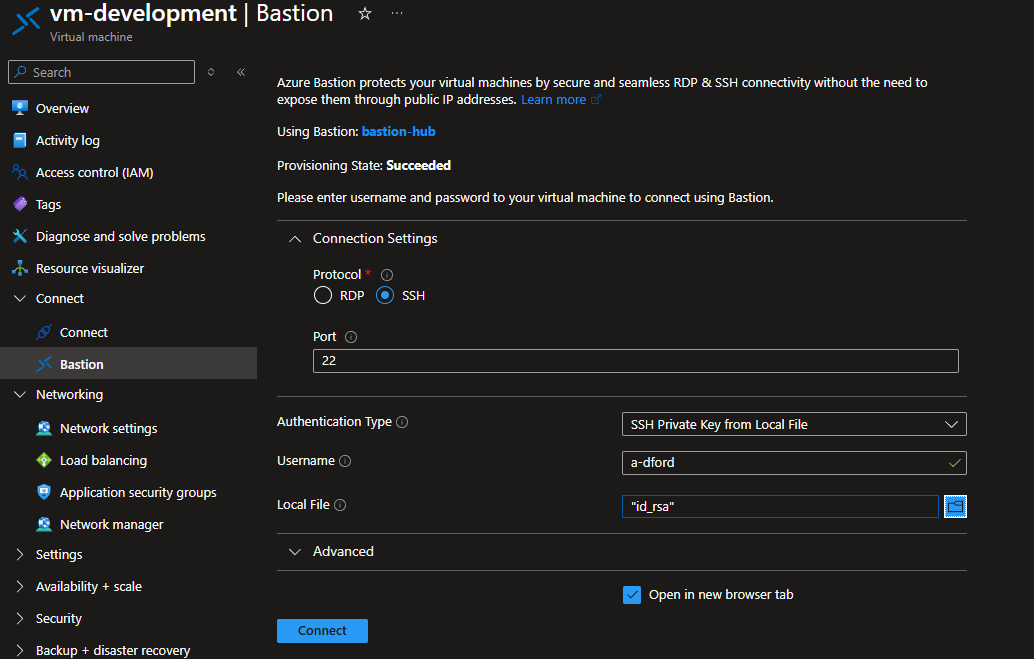 vm-development | Bastion
Virtual machine
Search
Overview
Activity log
Access control (IAM)
Tags
Diagnose and solve problems
Resource visualizer
Connect
Connect
Bastion
Networking
Network settings
Load balancing
Application security groups
Network manager
Settings
Availability + scale
Security
Backup + disaster recovery
Azure Bastion protects your virtual machines by secure and seamless RDP & SSH connectivity without the need to
expose them through public IP addresses. Learn more
Using Bastion: bastion-hub
Provisioning State: Succeeded
Please enter username and password to your virtual machine to connect using Bastion.
Connection Settings
Protocol *
RDP SSH
Port
22
Authentication Type SSH Private Key from Local File
Username a-dford
Local File "id_rsa"
Advanced
Open in new browser tab
Connect